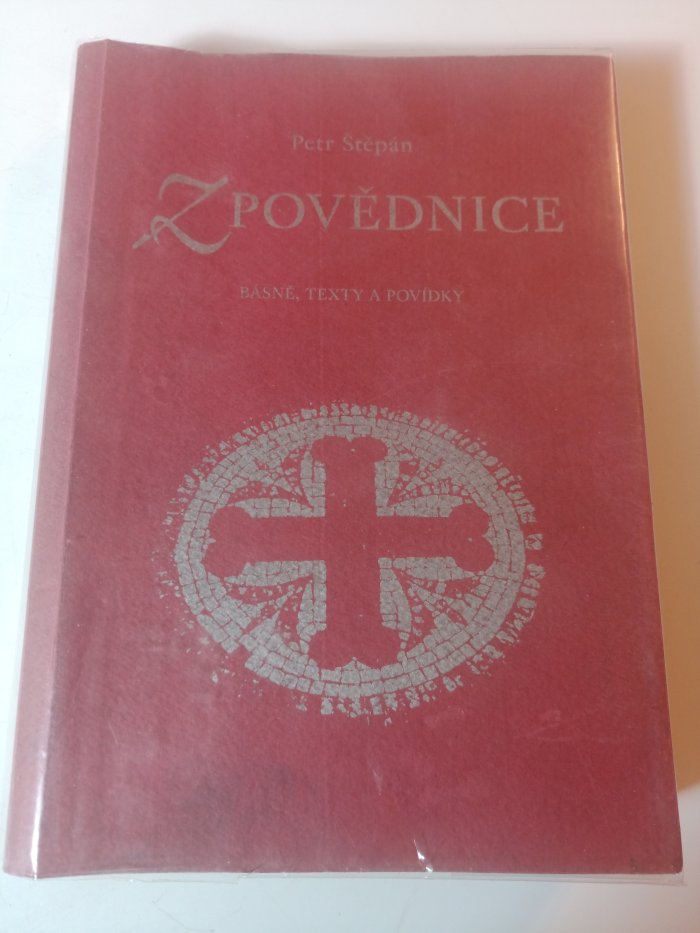 Petr Štěpán
ZPOVĚDNICE
BÁSNĚ, TEXTY A POVÍDKY